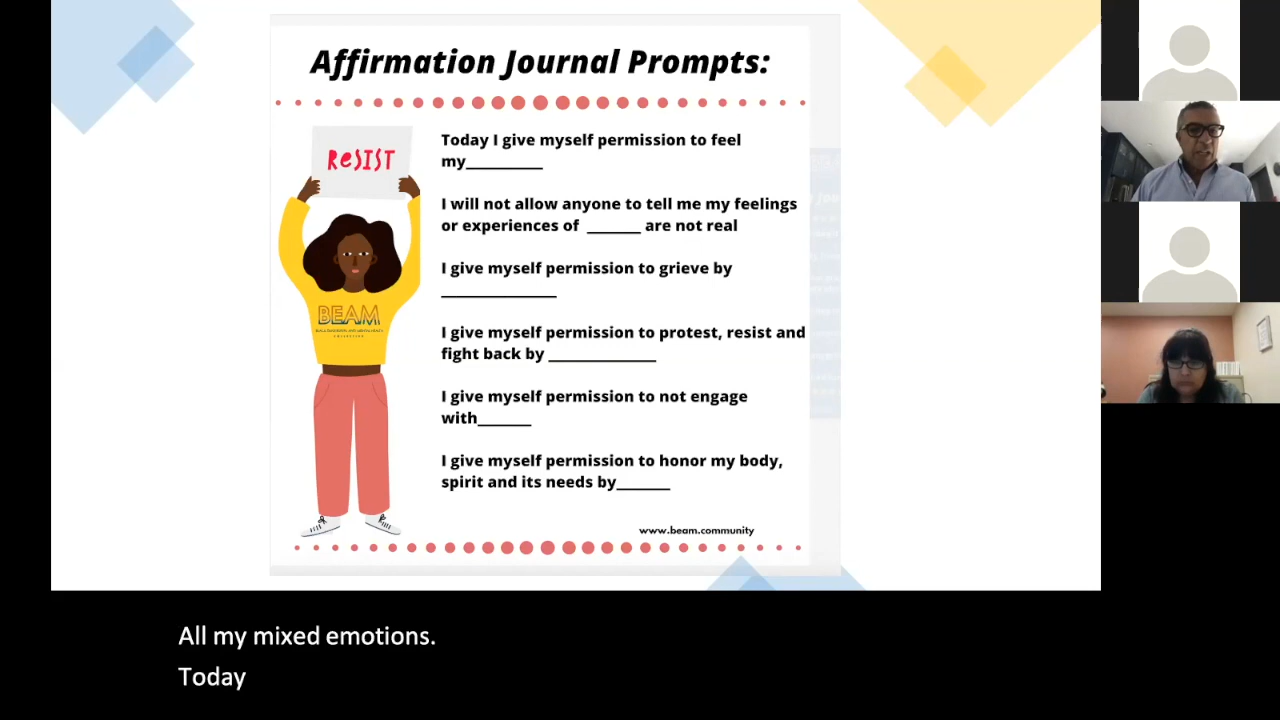 Affirmation Journal Prompts:
ReSIST
BEAM
Today I give myself permission to feel
my__________
I will not allow anyone to tell me my feelings
or experiences of _______ are not real
I give myself permission to grieve by
_______________
I give myself permission to protest, resist and
fight back by ______________
I give myself permission to not engage
with_______
I give myself permission to honor my body,
spirit and its needs by_______
www.beam.community
All my mixed emotions.
Today